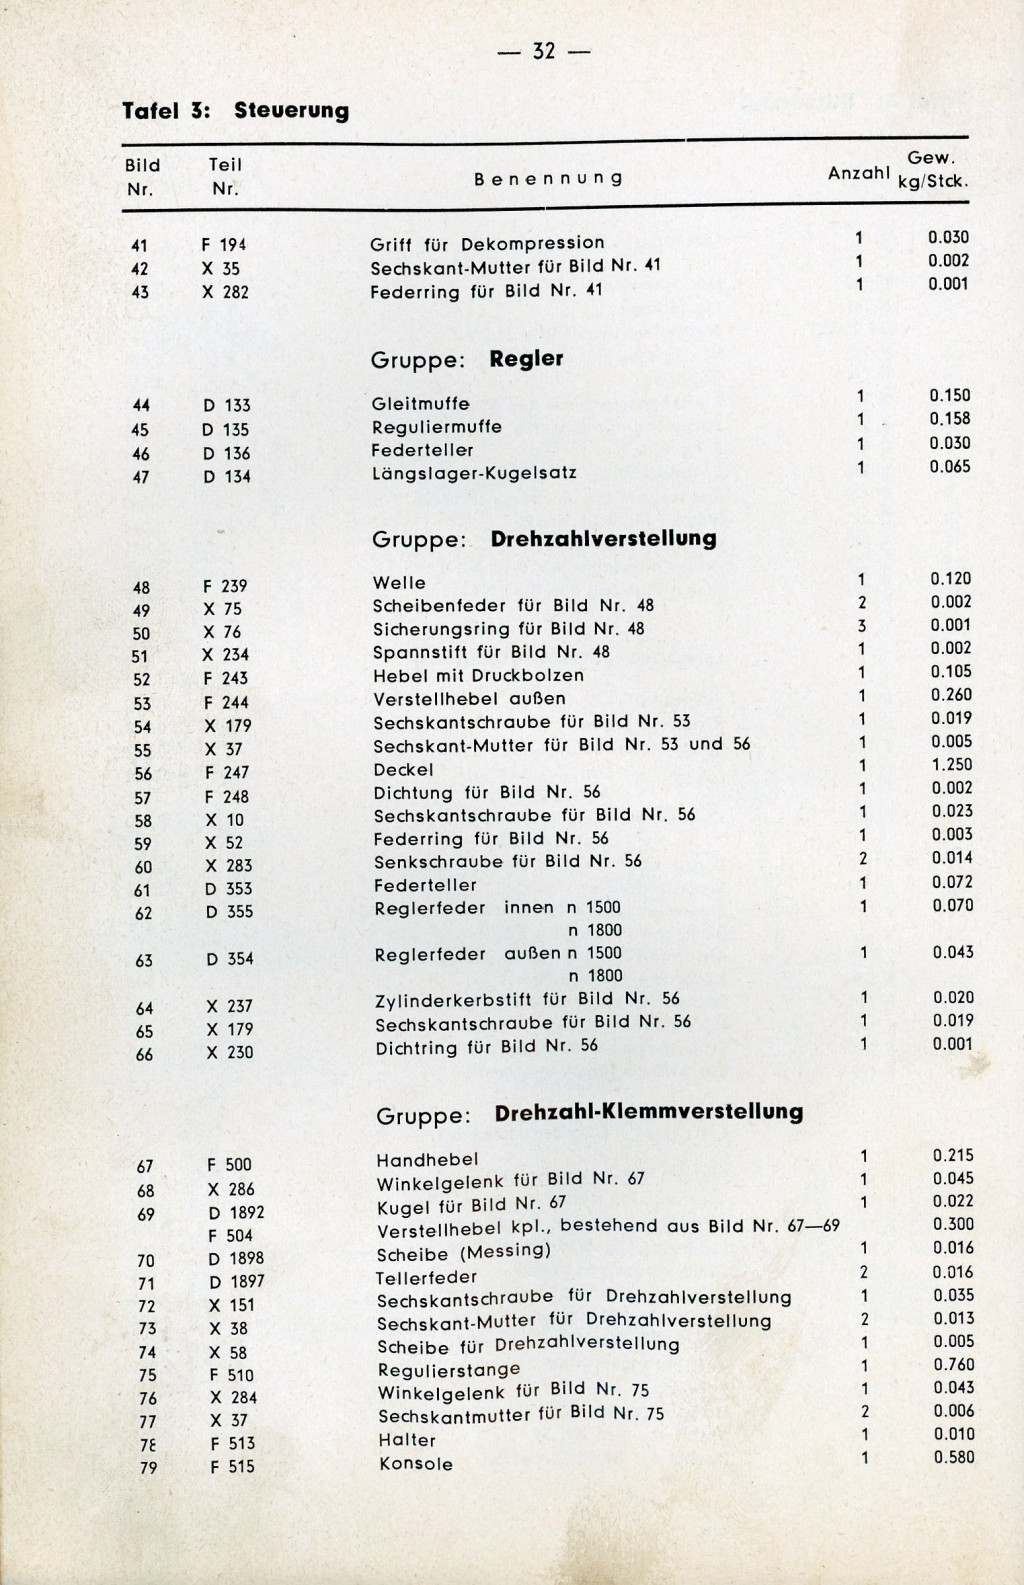 — 32 —
Tafel 3: Steuerung
Bild Nr. Teil Nr. Benennung Anzahl Gew. kg/Stck.
41 F 194 Griff für Dekompression 1 0.030
42 X 35 Sechskant-Mutter für Bild Nr. 41 1 0.002
43 X 282 Federring für Bild Nr. 41 1 0.001
Gruppe: Regler
44 D 133 Gleitmuffe 1 0.150
45 D 135 Reguliermuffe 1 0.158
46 D 136 Federteller 1 0.030
47 D 134 Längslager-Kugelsatz 1 0.065
Gruppe: Drehzahlverstellung
48 F 239 Welle 1 0.120
49 X 75 Scheibenfeder für Bild Nr. 48 2 0.002
50 X 76 Sicherungsring für Bild Nr. 48 3 0.001
51 X 234 Spannstift für Bild Nr. 48 1 0.002
52 F 243 Hebel mit Druckbolzen 1 0.105
53 F 244 Verstellhebel außen 1 0.260
54 X 179 Sechskantschraube für Bild Nr. 53 1 0.019
55 X 37 Sechskant-Mutter für Bild Nr. 53 und 56 1 0.005
56 F 247 Deckel 1 1.250
57 F 248 Dichtung für Bild Nr. 56 1 0.002
58 X 10 Sechskantschraube für Bild Nr. 56 1 0.023
59 X 52 Federring für Bild Nr. 56 1 0.003
60 X 283 Senkschraube für Bild Nr. 56 2 0.014
61 D 353 Federteller 1 0.072
62 D 355 Reglerfeder innen n 1500 1 0.070
n 1800
63 D 354 Reglerfeder außen n 1500 1 0.043
n 1800
64 X 237 Zylinderkerbstift für Bild Nr. 56 1 0.020
65 X 179 Sechskantschraube für Bild Nr. 56 1 0.019
66 X 230 Dichtring für Bild Nr. 56 1 0.001
Gruppe: Drehzahl-Klemmverstellung
67 F 500 Handhebel 1 0.215
68 X 286 Winkelgelenk für Bild Nr. 67 1 0.045
69 D 1892 Kugel für Bild Nr. 67 1 0.022
F 504 Verstellhebel kpl., bestehend aus Bild Nr. 67—69 0.300
70 D 1898 Scheibe (Messing) 1 0.016
71 D 1897 Tellerfeder 2 0.016
72 X 151 Sechskantschraube für Drehzahlverstellung 1 0.035
73 X 38 Sechskant-Mutter für Drehzahlverstellung 2 0.013
74 X 58 Scheibe für Drehzahlverstellung 1 0.005
75 F 510 Regulierstange 1 0.760
76 X 284 Winkelgelenk für Bild Nr. 75 1 0.043
77 X 37 Sechskantmutter für Bild Nr. 75 2 0.006
78 F 513 Halter 1 0.010
79 F 515 Konsole 1 0.580